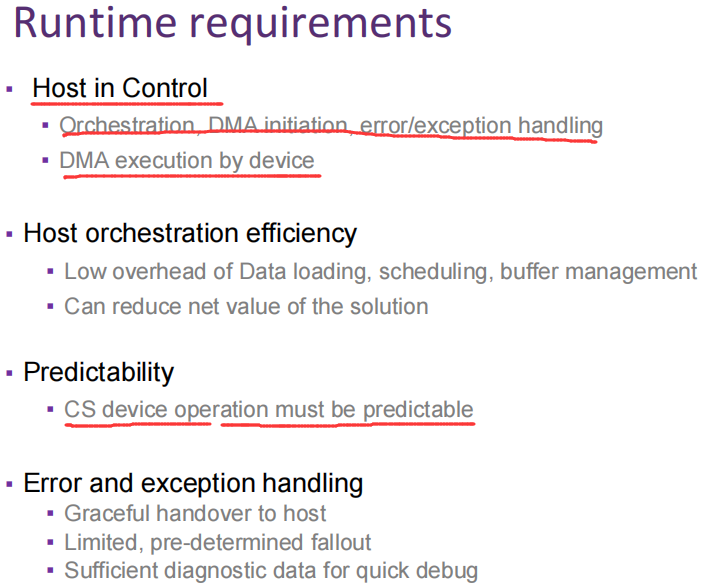 Runtime requirements
Host in Control
Orchestration, DMA initiation, error/exception handling
DMA execution by device
Host orchestration efficiency
Low overhead of Data loading, scheduling, buffer management
Can reduce net value of the solution
Predictability
CS device operation must be predictable
Error and exception handling
Graceful handover to host
Limited, pre-determined fallout
Sufficient diagnostic data for quick debug